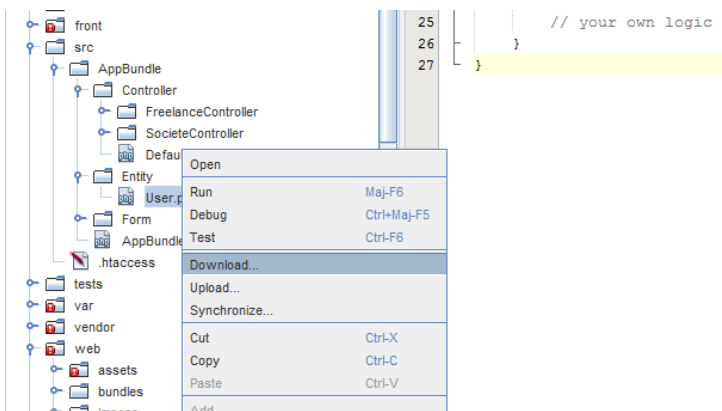 front
src
AppBundle
Controller
FreelanceController
SocieteController
Defau
Entity
User.p
Form
AppBundle
.htaccess
tests
var
vendor
web
assets
bundles
images
25 // your own logic
26 }
27 }
Open
Run Maj-F6
Debug Ctrl+Maj-F5
Test Ctrl-F6
Download...
Upload...
Synchronize...
Cut Ctrl-X
Copy Ctrl-C
Paste Ctrl-V
Add